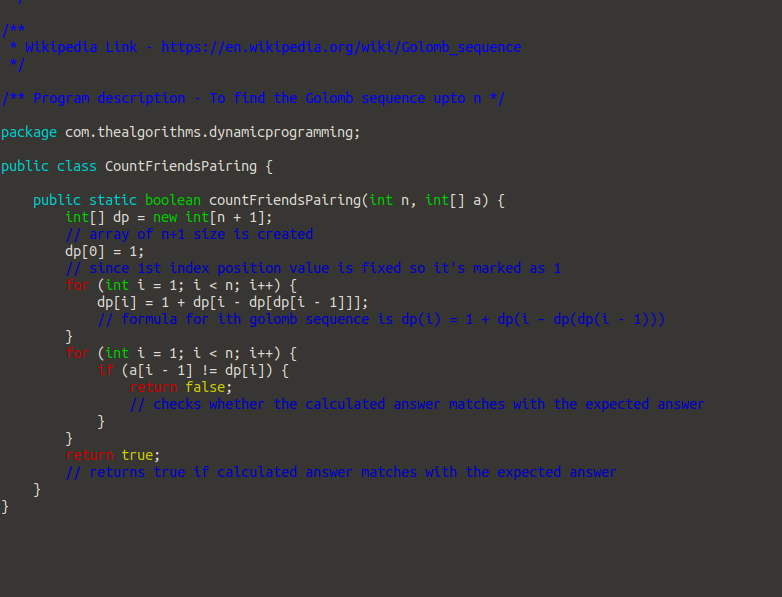 */
/**
 * Wikipedia Link - https://en.wikipedia.org/wiki/Golomb_sequence
 */
/** Program description - To find the Golomb sequence upto n */
package com.thealgorithms.dynamicprogramming;
public class CountFriendsPairing {
    public static boolean countFriendsPairing(int n, int[] a) {
        int[] dp = new int[n + 1];
        // array of n+1 size is created
        dp[0] = 1;
        // since 1st index position value is fixed so it's marked as 1
        for (int i = 1; i < n; i++) {
            dp[i] = 1 + dp[i - dp[dp[i - 1]]];
            // formula for ith golomb sequence is dp(i) = 1 + dp(i – dp(dp(i - 1)))
        }
        for (int i = 1; i < n; i++) {
            if (a[i - 1] != dp[i]) {
                return false;
                // checks whether the calculated answer matches with the expected answer
            }
        }
        return true;
        // returns true if calculated answer matches with the expected answer
    }
}